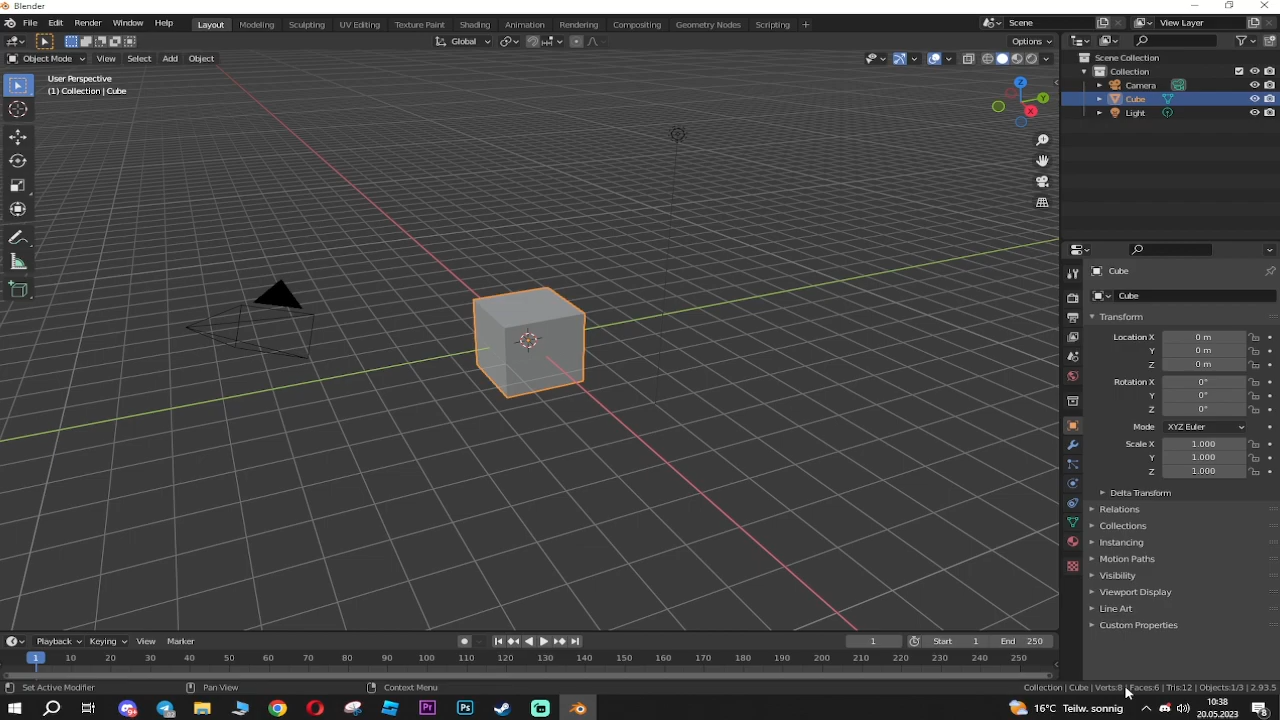 Blender
File Edit Render Window Help Layout Modeling Sculpting UV Editing Texture Paint Shading Animation Rendering Compositing Geometry Nodes Scripting + Scene View Layer
Global Options
Object Mode View Select Add Object
User Perspective
(1) Collection | Cube
Z
Y
X
Scene Collection
Collection
Camera
Cube
Light
Cube
Cube
Transform
Location X 0 m
Y 0 m
Z 0 m
Rotation X 0°
Y 0°
Z 0°
Mode XYZ Euler
Scale X 1.000
Y 1.000
Z 1.000
Delta Transform
Relations
Collections
Instancing
Motion Paths
Visibility
Viewport Display
Line Art
Custom Properties
Playback Keying View Marker 1 Start 1 End 250
1 10 20 30 40 50 60 70 80 90 100 110 120 130 140 150 160 170 180 190 200 210 220 230 240 250
Set Active Modifier Pan View Context Menu Collection | Cube | Verts:8 | Faces:6 | Tris:12 | Objects:1/3 | 2.93.5
16°C Teilw. sonnig
10:38
20.05.2023